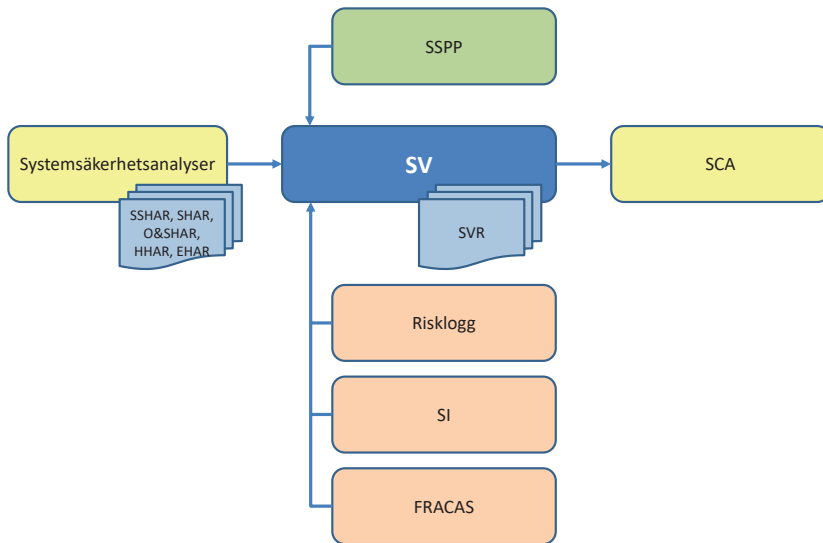 SSPP
Systemsäkerhetsanalyser
SV
SCA
SSHAR, SHAR,
O&SHAR,
HHAR, EHAR
SVR
Risklogg
SI
FRACAS